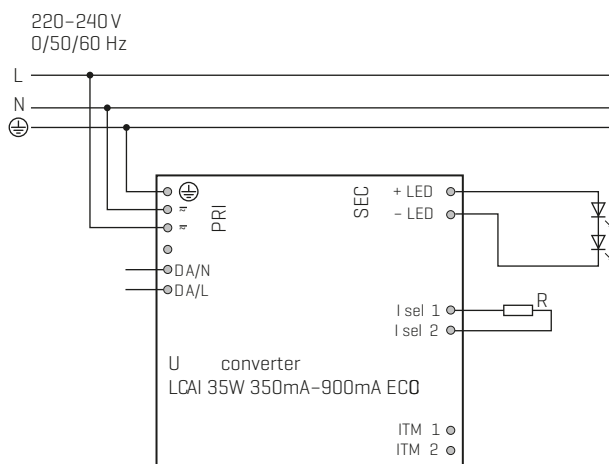 220–240 V
0/50/60 Hz
L
N
PRI
SEC
+ LED
– LED
DA/N
DA/L
I sel 1
I sel 2
R
U converter
LCAI 35W 350mA–900mA ECO
ITM 1
ITM 2